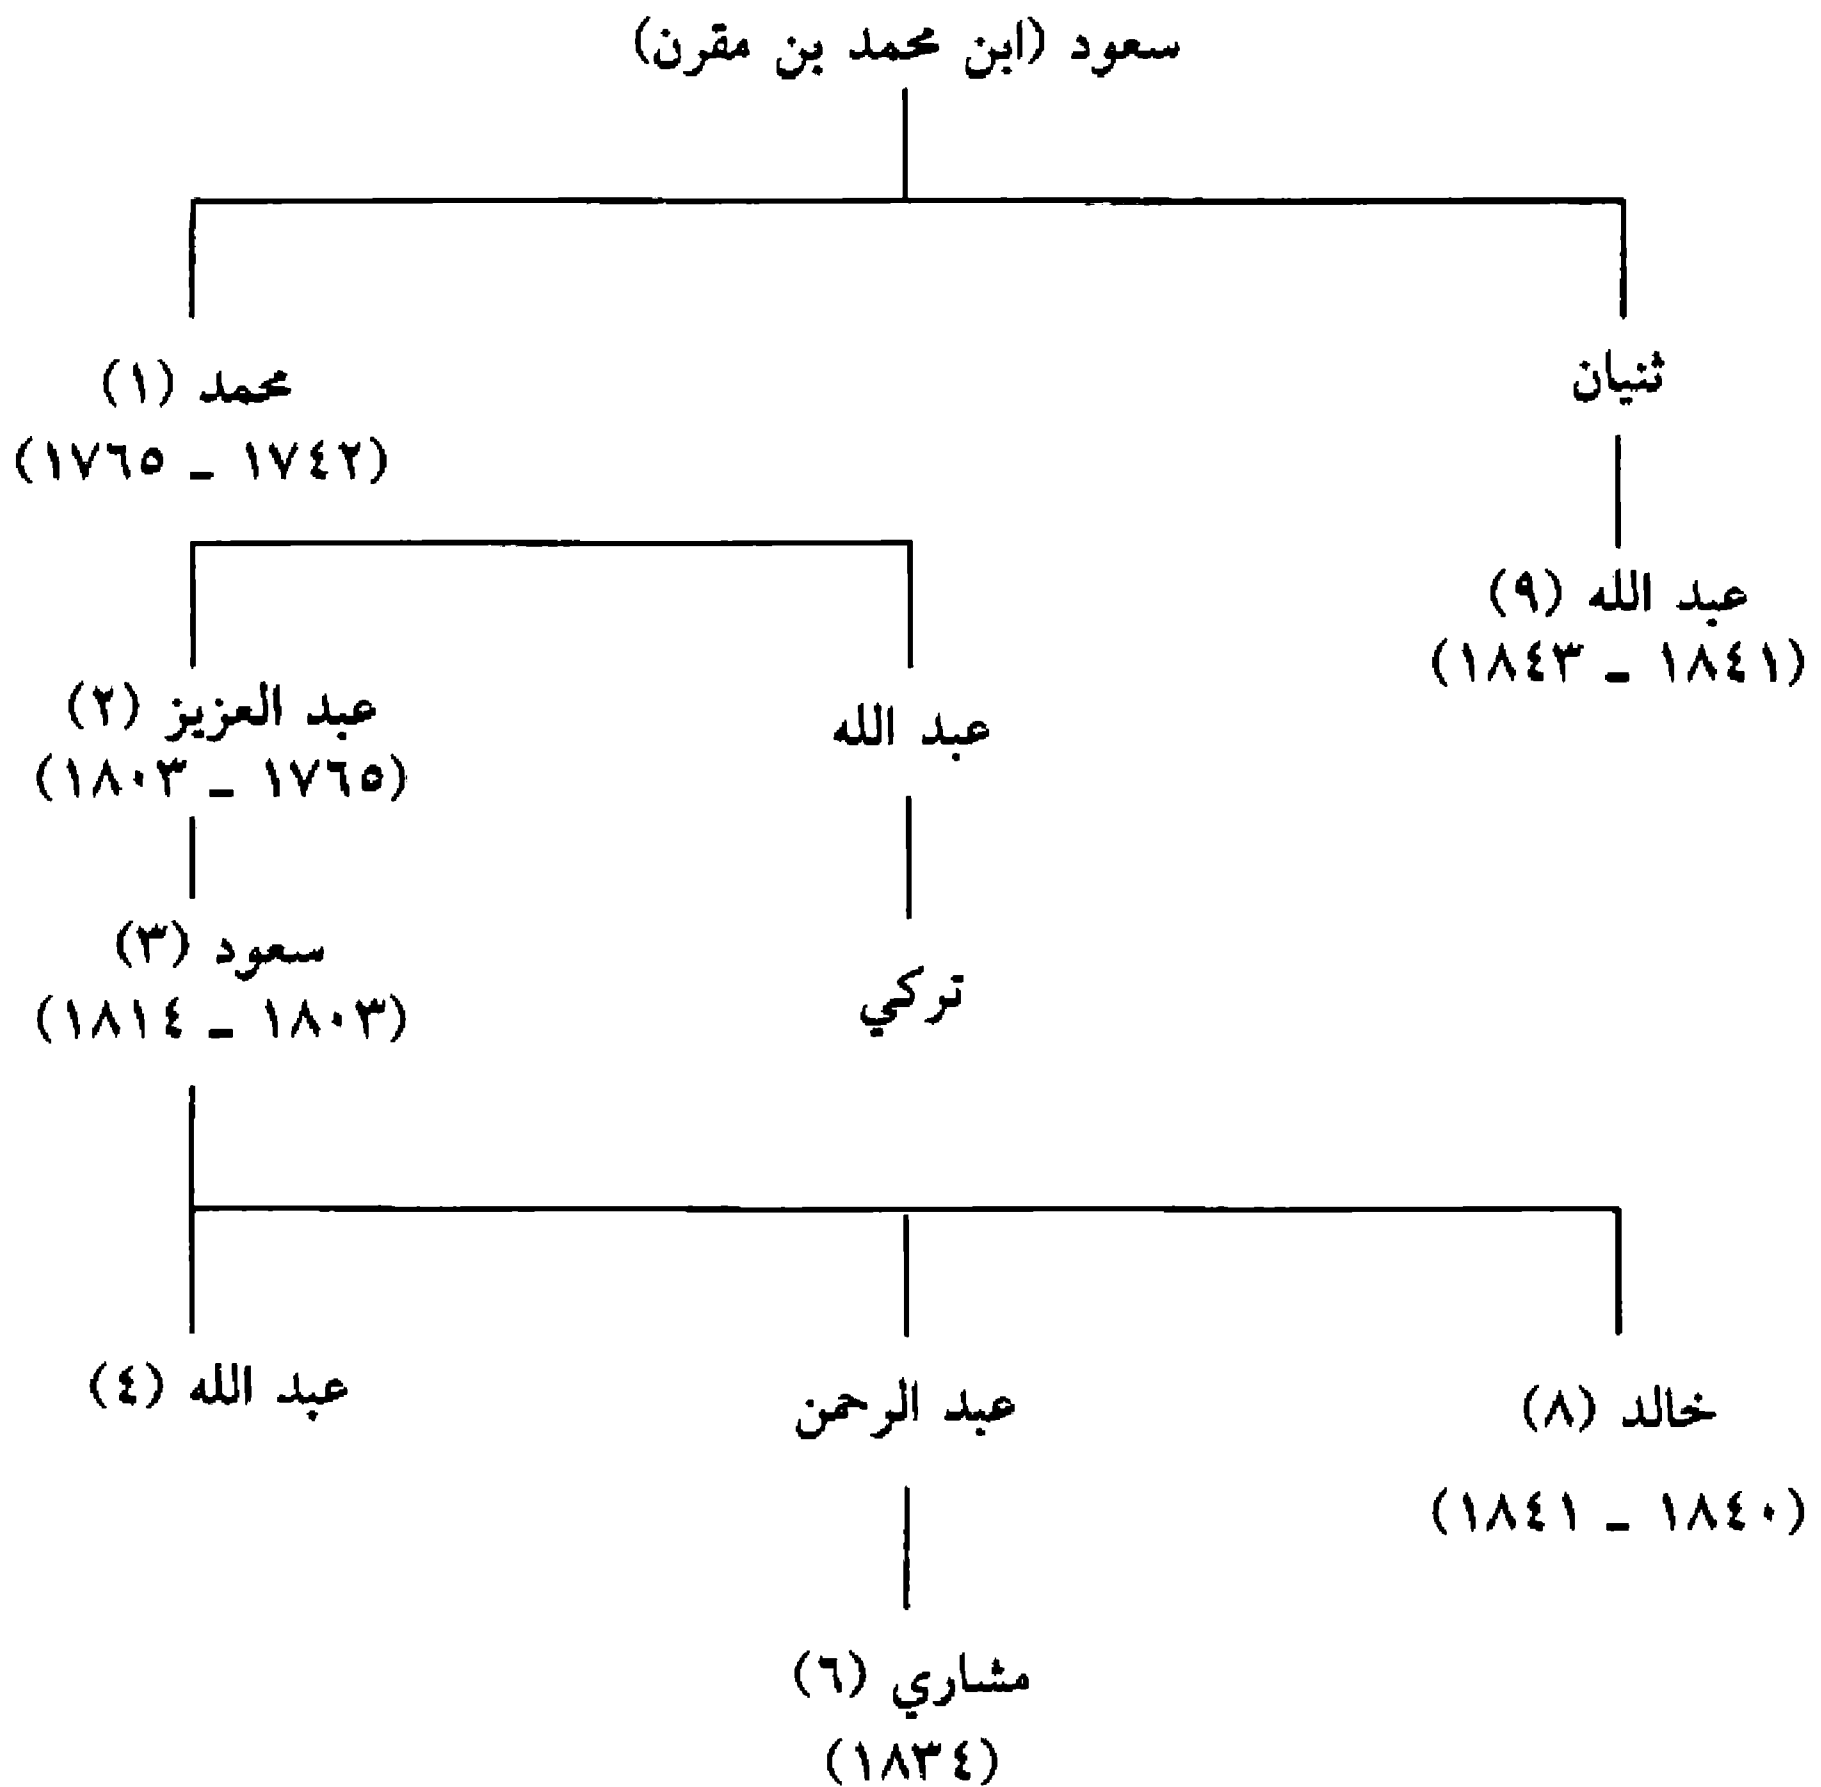 سعود (ابن محمد بن مقرن)
ثنيان
محمد (١)
(١٧٤٢ ـ ١٧٦٥)
عبد الله (٩)
(١٨٤١ ـ ١٨٤٣)
عبد الله
عبد العزيز (٢)
(١٧٦٥ ـ ١٨٠٣)
تركي
سعود (٣)
(١٨٠٣ ـ ١٨١٤)
خالد (٨)
(١٨٤٠ ـ ١٨٤١)
عبد الرحمن
عبد الله (٤)
مشاري (٦)
(١٨٣٤)